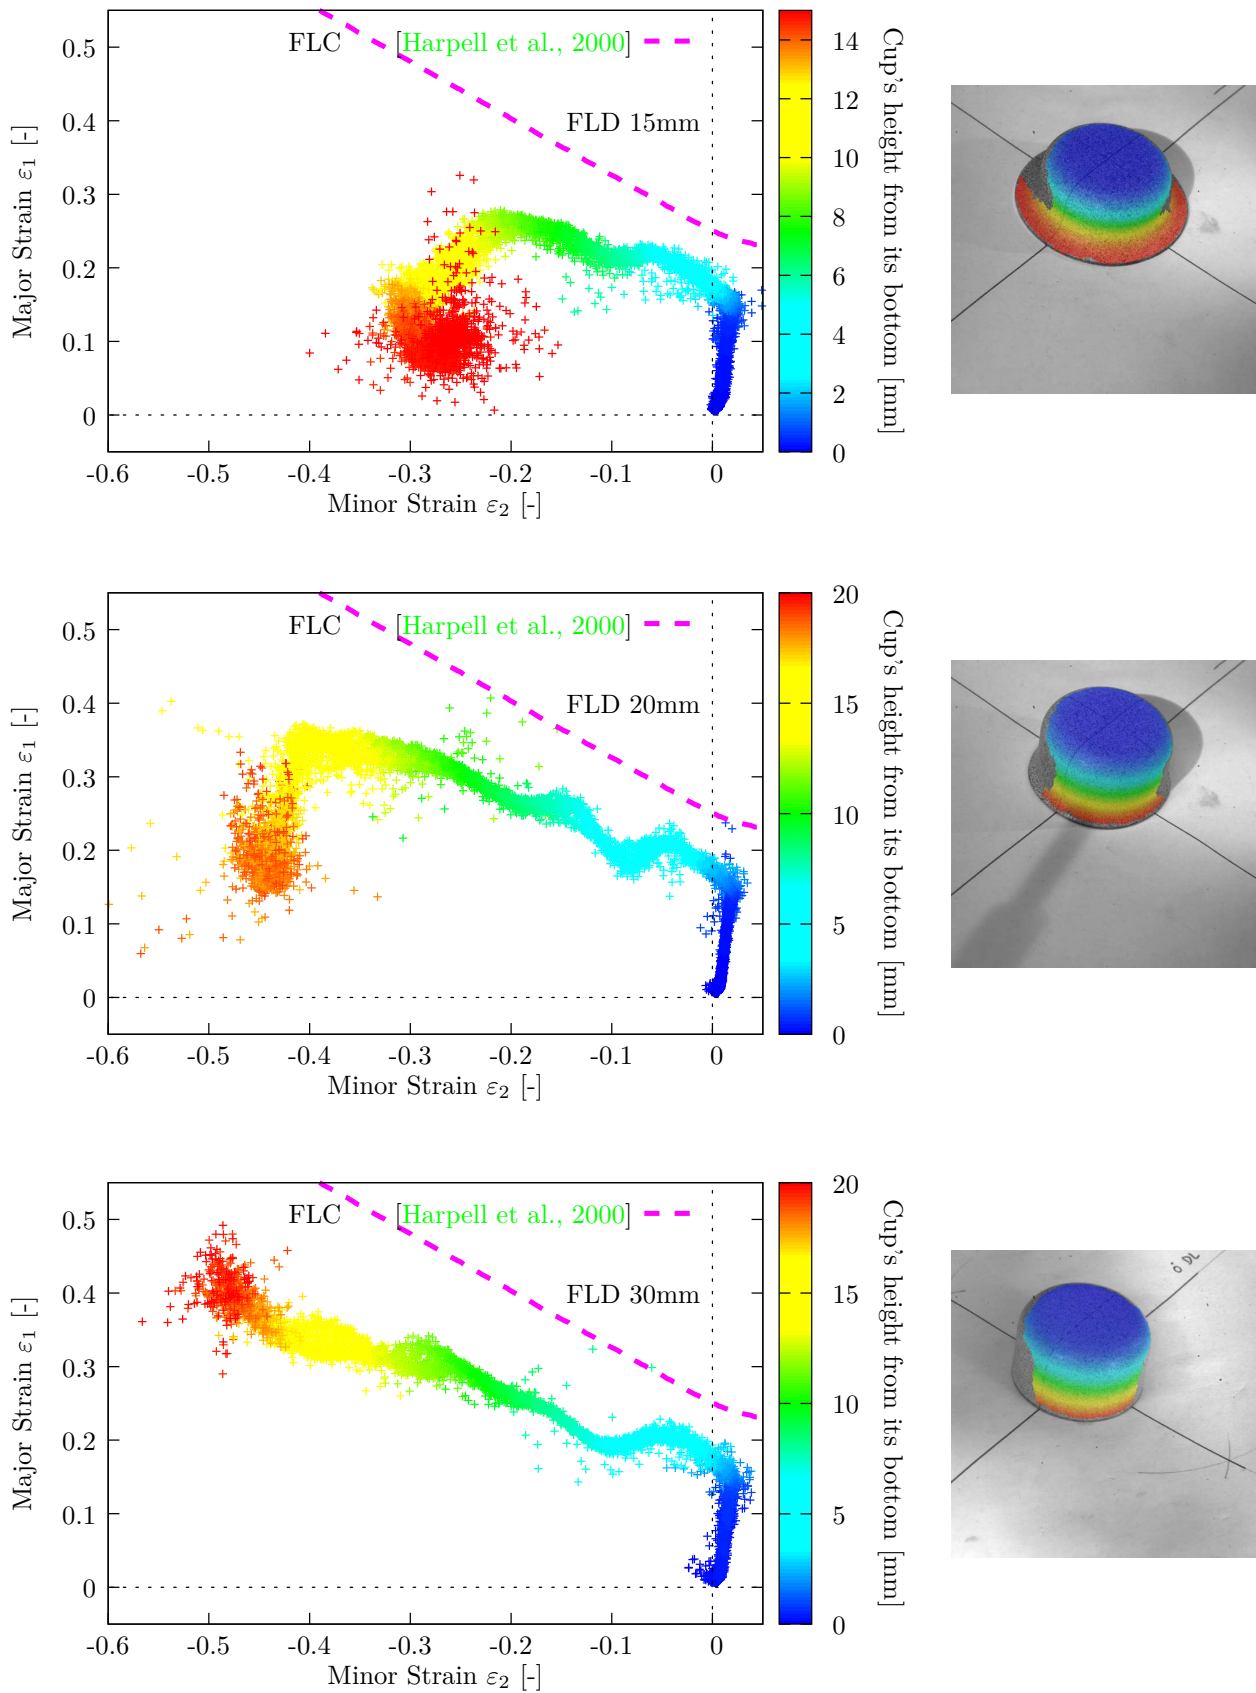 0.5
0.4
0.3
0.2
0.1
0
Major Strain ε1 [-]
FLC [Harpell et al., 2000]
FLD 15mm
-0.6 -0.5 -0.4 -0.3 -0.2 -0.1 0
Minor Strain ε2 [-]
14
12
10
8
6
4
2
0
Cup's height from its bottom [mm]
0.5
0.4
0.3
0.2
0.1
0
Major Strain ε1 [-]
FLC [Harpell et al., 2000]
FLD 20mm
-0.6 -0.5 -0.4 -0.3 -0.2 -0.1 0
Minor Strain ε2 [-]
20
15
10
5
0
Cup's height from its bottom [mm]
0.5
0.4
0.3
0.2
0.1
0
Major Strain ε1 [-]
FLC [Harpell et al., 2000]
FLD 30mm
-0.6 -0.5 -0.4 -0.3 -0.2 -0.1 0
Minor Strain ε2 [-]
20
15
10
5
0
Cup's height from its bottom [mm]